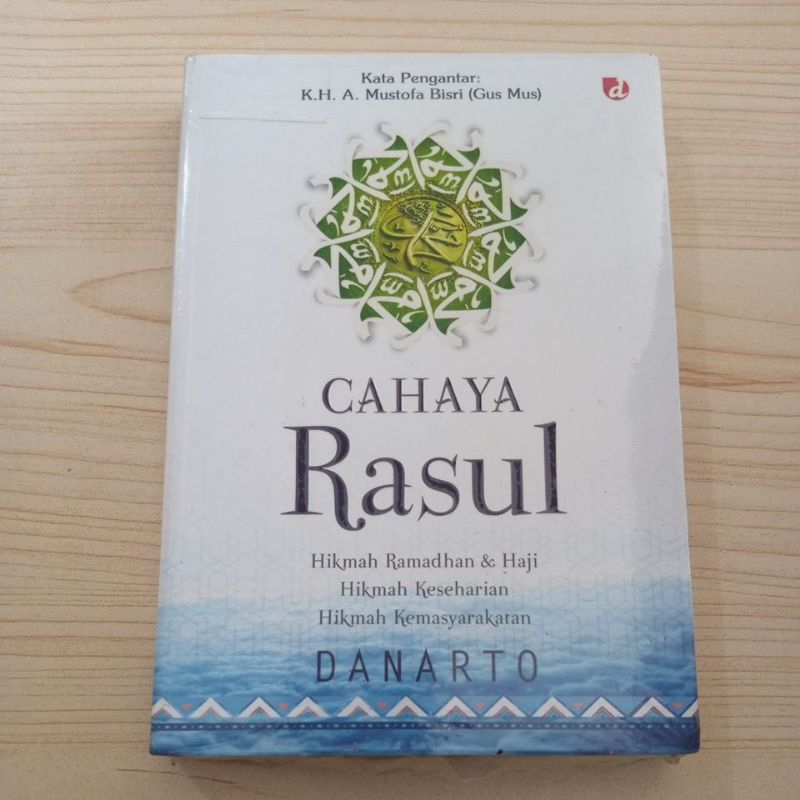 Kata Pengantar:
K.H. A. Mustofa Bisri (Gus Mus)
d
CAHAYA
Rasul
Hikmah Ramadhan & Haji
Hikmah Keseharian
Hikmah Kemasyarakatan
DANARTO